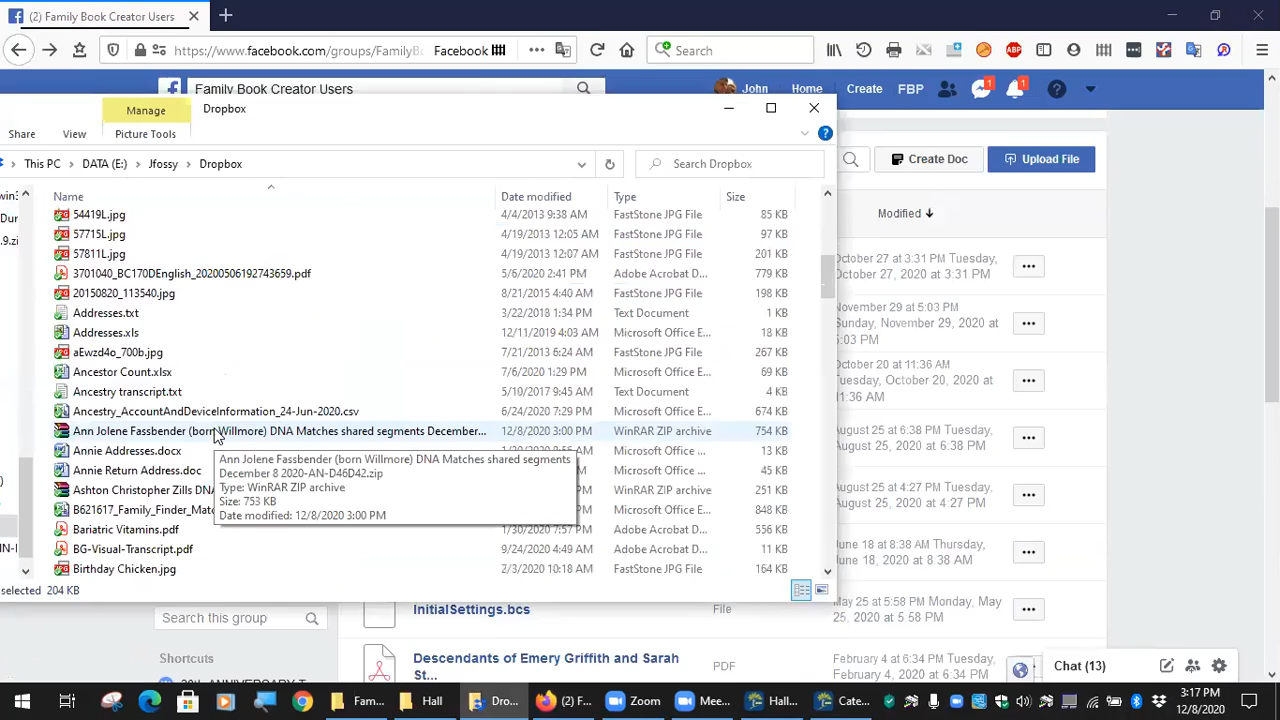 (2) Family Book Creator Users
https://www.facebook.com/groups/FamilyBo
Facebook
Search
ABP
Family Book Creator Users
John
Home
Create
FBP
1
1
Manage
Dropbox
Share
View
Picture Tools
This PC
DATA (E:)
Jfossy
Dropbox
Search Dropbox
Create Doc
Upload File
Name
Date modified
Type
Size
Modified
54419L.jpg 4/4/2013 9:38 AM FastStone JPG File 85 KB
57715L.jpg 4/19/2013 12:05 AM FastStone JPG File 97 KB
57811L.jpg 4/19/2013 12:07 AM FastStone JPG File 201 KB
3701040_BC170DEnglish_20200506192743659.pdf 5/6/2020 2:41 PM Adobe Acrobat D... 779 KB
20150820_113540.jpg 8/21/2015 4:40 AM FastStone JPG File 198 KB
Addresses.txt 3/22/2018 1:34 PM Text Document 1 KB
Addresses.xls 12/11/2019 4:03 AM Microsoft Office E... 18 KB
aEwzd4o_700b.jpg 7/21/2013 6:24 AM FastStone JPG File 267 KB
Ancestor Count.xlsx 7/6/2020 1:29 PM Microsoft Office E... 13 KB
Ancestry transcript.txt 5/10/2017 9:45 AM Text Document 4 KB
Ancestry_AccountAndDeviceInformation_24-Jun-2020.csv 6/24/2020 7:29 PM Microsoft Office E... 674 KB
Ann Jolene Fassbender (born Willmore) DNA Matches shared segments December... 12/8/2020 3:00 PM WinRAR ZIP archive 754 KB
Annie Addresses.docx Microsoft Office ... 16 KB
Annie Return Address.doc PM Microsoft Office ... 45 KB
Ashton Christopher Zills DNA PM WinRAR ZIP archive 251 KB
B621617_Family_Finder_Mat PM Microsoft Office E... 848 KB
Bariatric Vitamins.pdf 1/30/2020 7:57 PM Adobe Acrobat D... 556 KB
BG-Visual-Transcript.pdf 9/24/2020 4:49 AM Adobe Acrobat D... 11 KB
Birthday Chicken.jpg 2/3/2020 10:18 AM FastStone JPG File 164 KB
Ann Jolene Fassbender (born Willmore) DNA Matches shared segments
December 8 2020-AN-D46D42.zip
Type: WinRAR ZIP archive
Size: 753 KB
Date modified: 12/8/2020 3:00 PM
selected 204 KB
October 27 at 3:31 PM Tuesday,
October 27, 2020 at 3:31 PM
November 29 at 5:03 PM
Sunday, November 29, 2020 at
5:03 PM
October 20 at 11:36 AM
Tuesday, October 20, 2020 at
11:36 AM
August 25 at 6:38 PM Tuesday,
August 25, 2020 at 6:38 PM
August 25 at 4:27 PM Tuesday,
August 25, 2020 at 4:27 PM
June 18 at 8:38 AM Thursday,
June 18, 2020 at 8:38 AM
InitialSettings.bcs
File
May 25 at 5:58 PM Monday, May
25, 2020 at 5:58 PM
Search this group
Shortcuts
Descendants of Emery Griffith and Sarah
St...
PDF
February 4 at 6:34 PM Tuesday,
February 4, 2020 at 6:34 PM
Chat (13)
Fam...
Hall
Dro...
(2) F...
Zoom
Mee...
Hall...
Cate...
3:17 PM
12/8/2020